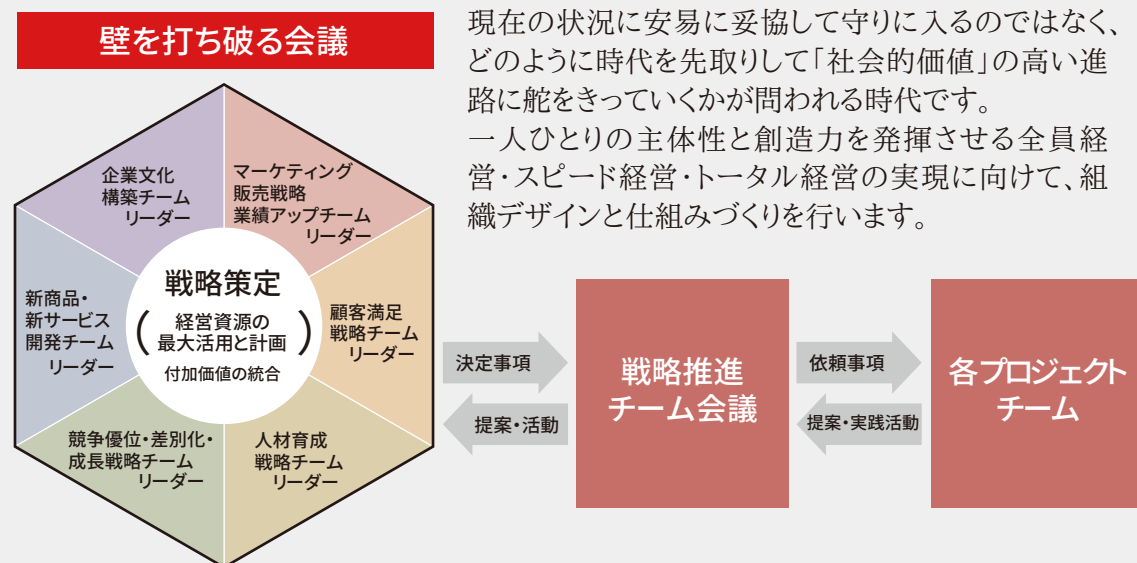 壁を打ち破る会議
現在の状況に安易に妥協して守りに入るのではなく、
どのように時代を先取りして「社会的価値」の高い進
路に舵をきっていくかが問われる時代です。
一人ひとりの主体性と創造力を発揮させる全員経
営・スピード経営・トータル経営の実現に向けて、組
織デザインと仕組みづくりを行います。
企業文化
構築チーム
リーダー
マーケティング
販売戦略
業績アップチーム
リーダー
新商品・
新サービス
開発チーム
リーダー
戦略策定
(経営資源の
最大活用と計画)
付加価値の統合
顧客満足
戦略チーム
リーダー
競争優位・差別化・
成長戦略チーム
リーダー
人材育成
戦略チーム
リーダー
決定事項
提案・活動
戦略推進
チーム会議
依頼事項
提案・実践活動
各プロジェクト
チーム